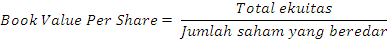 Book Value Per Share = Total ekuitas / Jumlah saham yang beredar